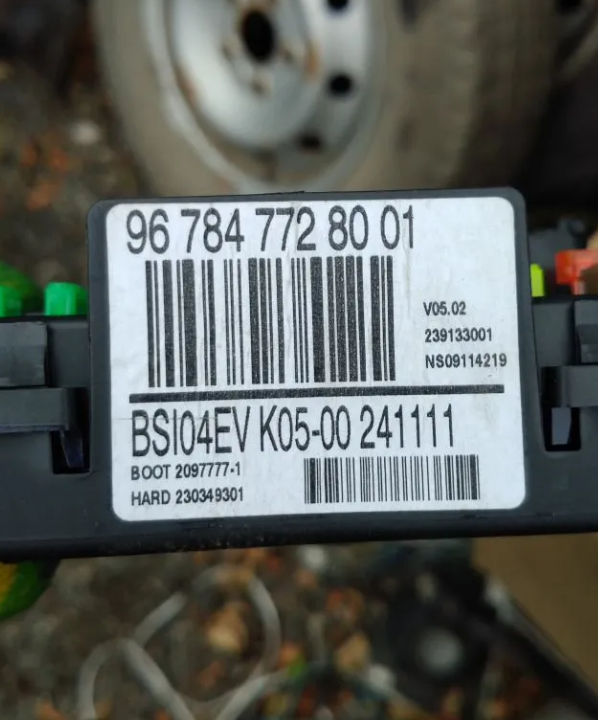 96 784 772 80 01
V05.02
239133001
NS09114219
BSI04EV K05-00 241111
BOOT 2097777-1
HARD 230349301